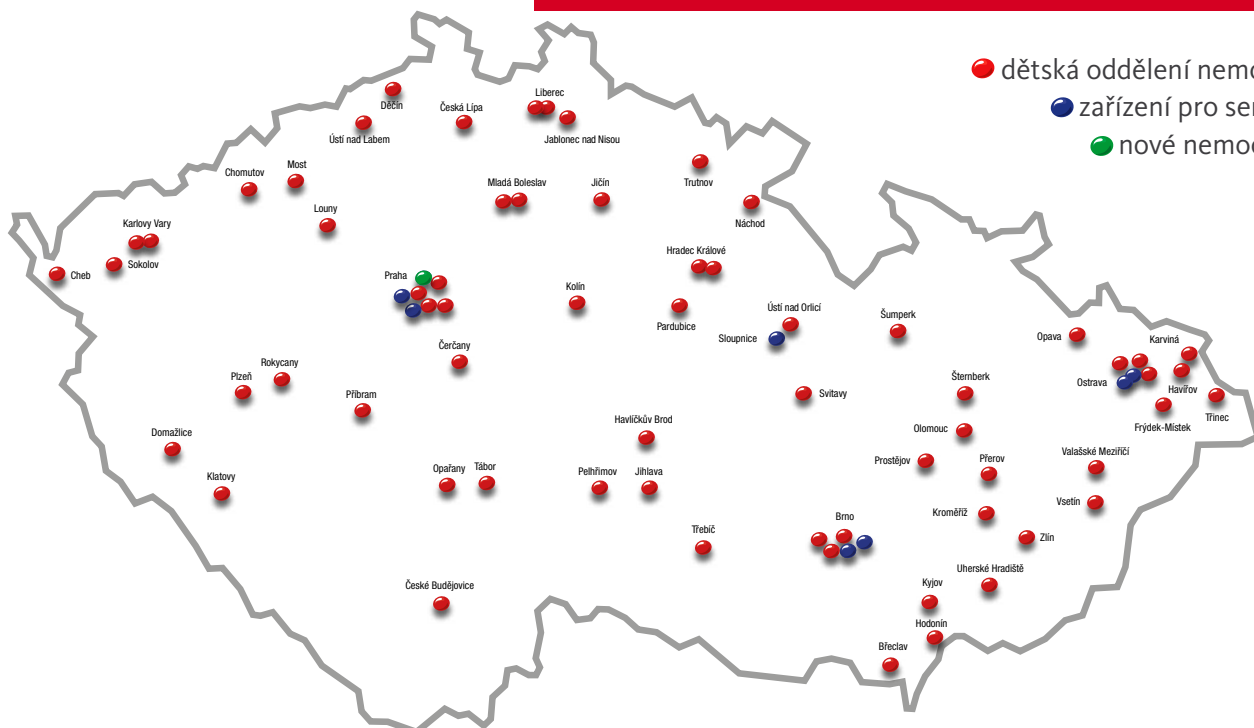 dětská oddělení nemo
zařízení pro se
nové nemo
Děčín
Česká Lípa
Liberec
Ústí nad Labem
Jablonec nad Nisou
Chomutov
Most
Mladá Boleslav
Jičín
Trutnov
Louny
Náchod
Karlovy Vary
Sokolov
Cheb
Praha
Hradec Králové
Kolín
Pardubice
Ústí nad Orlicí
Sloupnice
Šumperk
Opava
Karviná
Čerčany
Rokycany
Plzeň
Příbram
Ostrava
Havířov
Frýdek-Místek
Třinec
Šternberk
Svitavy
Havlíčkův Brod
Olomouc
Domažlice
Klatovy
Opařany
Tábor
Pelhřimov
Jihlava
Prostějov
Přerov
Valašské Meziříčí
Vsetín
Kroměříž
Brno
Třebíč
Zlín
Uherské Hradiště
České Budějovice
Kyjov
Hodonín
Břeclav